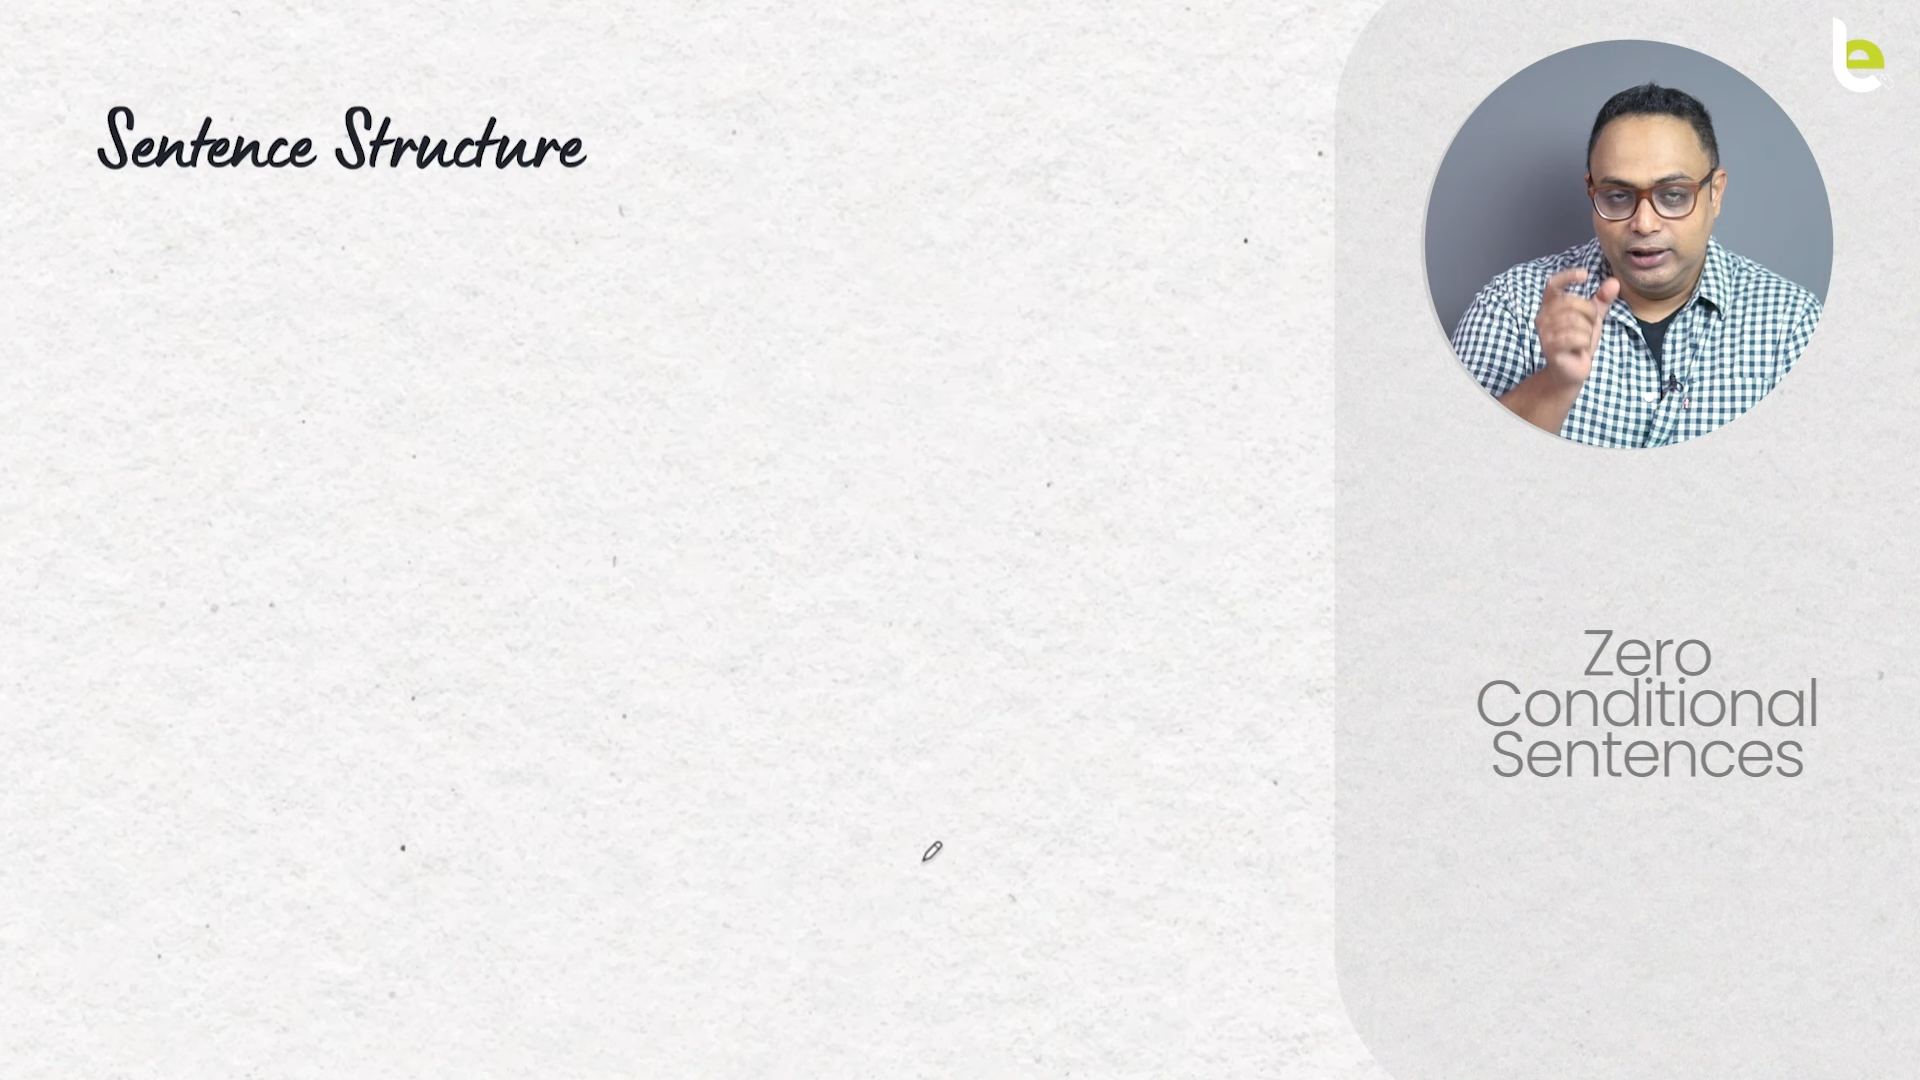 Sentence Structure
Zero
Conditional
Sentences